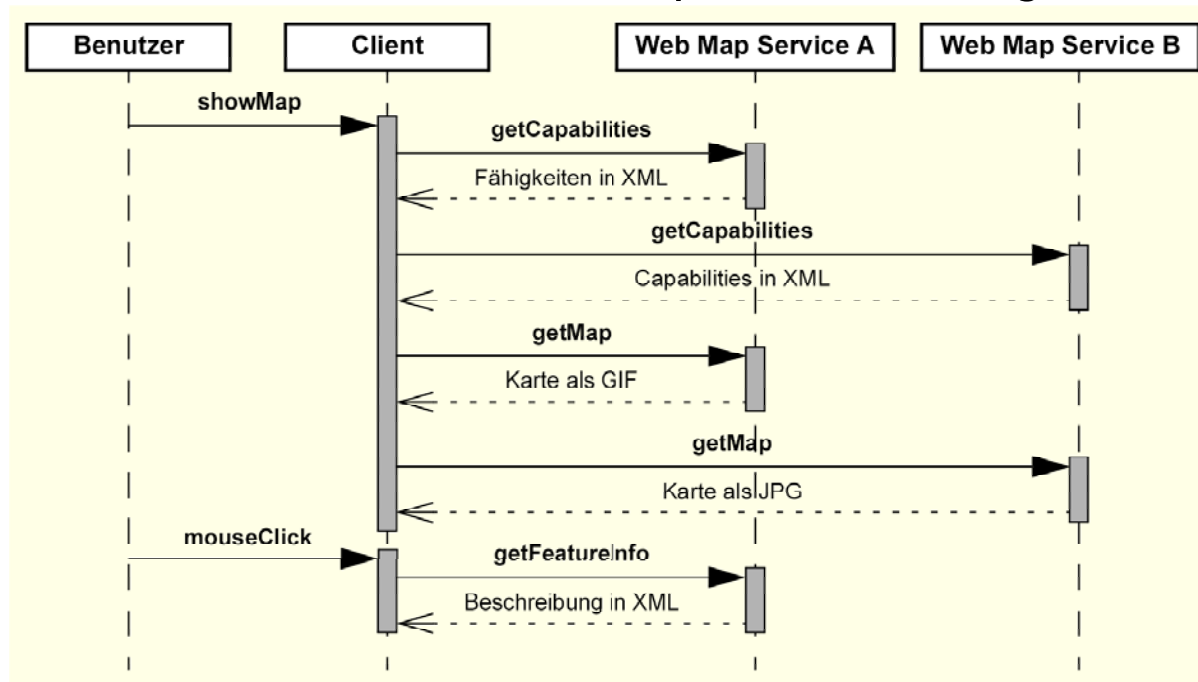 Benutzer
Client
Web Map Service A
Web Map Service B
showMap
getCapabilities
Fähigkeiten in XML
getCapabilities
Capabilities in XML
getMap
Karte als GIF
getMap
Karte als JPG
mouseClick
getFeatureInfo
Beschreibung in XML